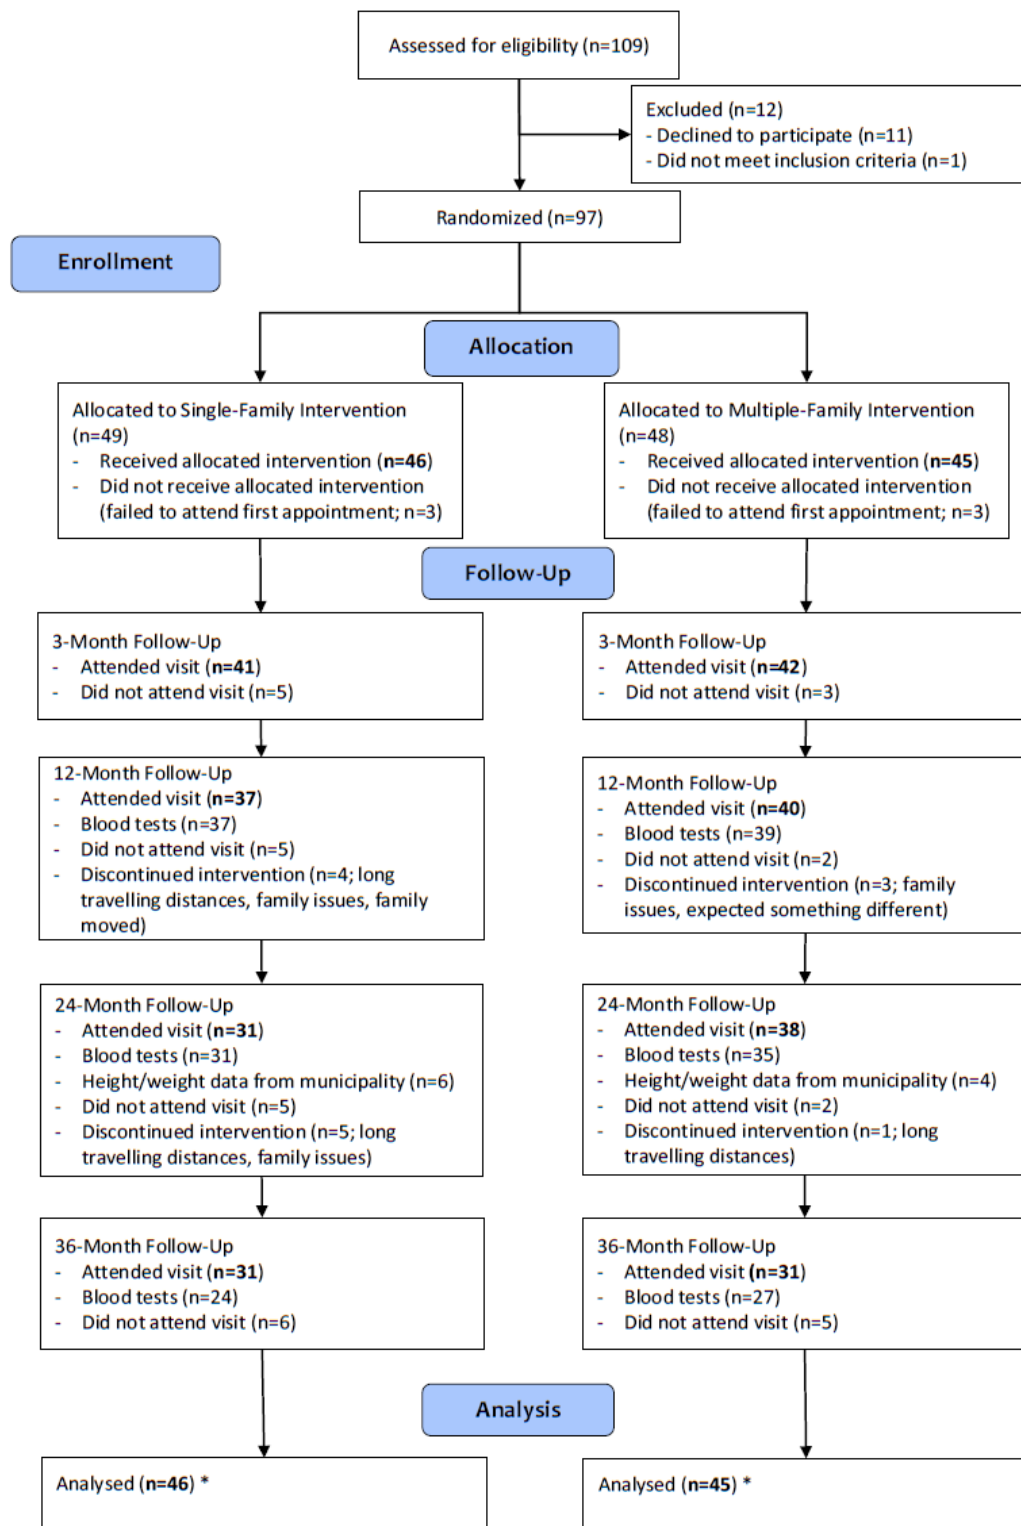 Assessed for eligibility (n=109)
Excluded (n=12)
- Declined to participate (n=11)
- Did not meet inclusion criteria (n=1)
Randomized (n=97)
Enrollment
Allocation
Allocated to Single-Family Intervention
(n=49)
- Received allocated intervention (n=46)
- Did not receive allocated intervention
(failed to attend first appointment; n=3)
Allocated to Multiple-Family Intervention
(n=48)
- Received allocated intervention (n=45)
- Did not receive allocated intervention
(failed to attend first appointment; n=3)
Follow-Up
3-Month Follow-Up
- Attended visit (n=41)
- Did not attend visit (n=5)
3-Month Follow-Up
- Attended visit (n=42)
- Did not attend visit (n=3)
12-Month Follow-Up
- Attended visit (n=37)
- Blood tests (n=37)
- Did not attend visit (n=5)
- Discontinued intervention (n=4; long
travelling distances, family issues, family
moved)
12-Month Follow-Up
- Attended visit (n=40)
- Blood tests (n=39)
- Did not attend visit (n=2)
- Discontinued intervention (n=3; family
issues, expected something different)
24-Month Follow-Up
- Attended visit (n=31)
- Blood tests (n=31)
- Height/weight data from municipality (n=6)
- Did not attend visit (n=5)
- Discontinued intervention (n=5; long
travelling distances, family issues)
24-Month Follow-Up
- Attended visit (n=38)
- Blood tests (n=35)
- Height/weight data from municipality (n=4)
- Did not attend visit (n=2)
- Discontinued intervention (n=1; long
travelling distances)
36-Month Follow-Up
- Attended visit (n=31)
- Blood tests (n=24)
- Did not attend visit (n=6)
36-Month Follow-Up
- Attended visit (n=31)
- Blood tests (n=27)
- Did not attend visit (n=5)
Analysis
Analysed (n=46) *
Analysed (n=45) *